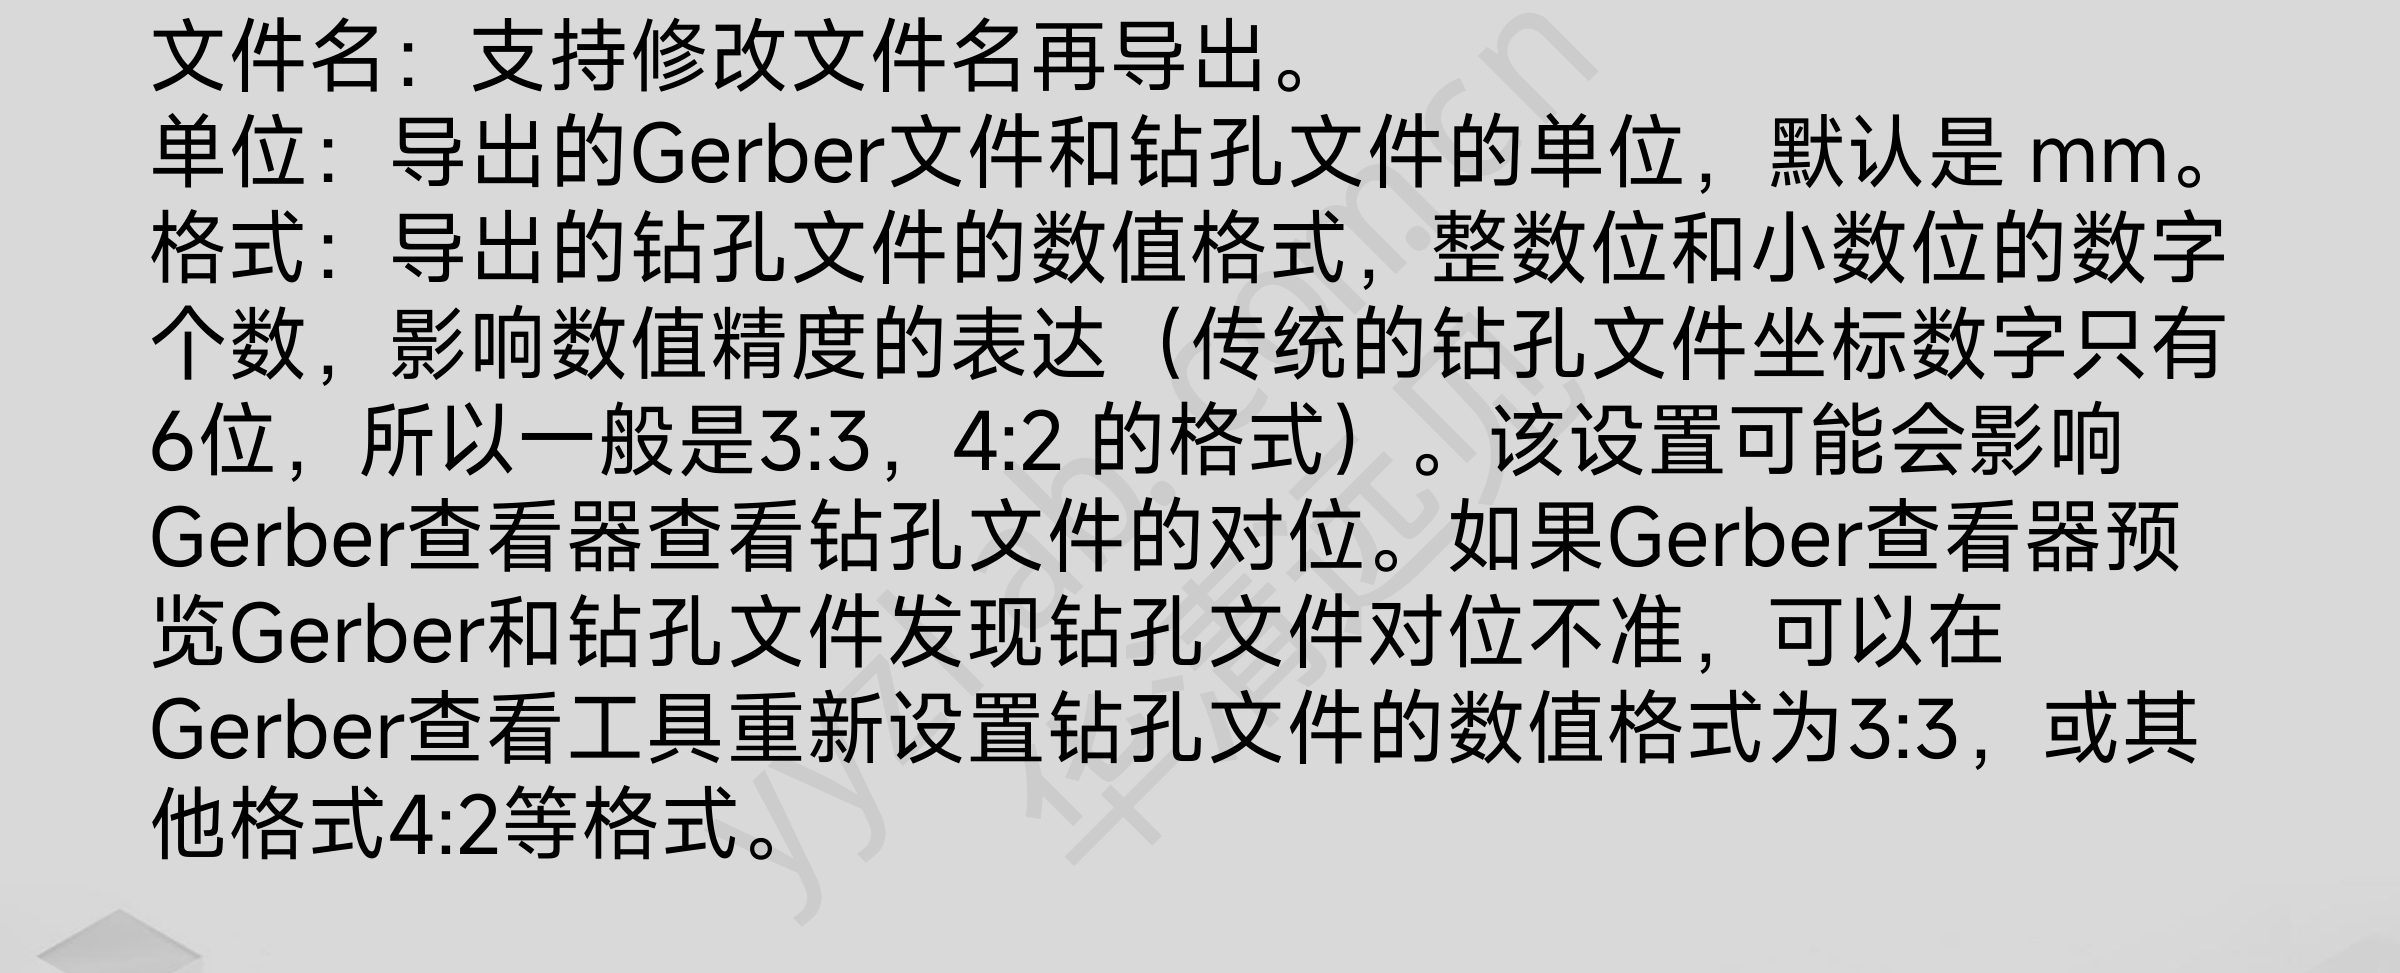 文件名：支持修改文件名再导出。
单位：导出的Gerber文件和钻孔文件的单位，默认是 mm。
格式：导出的钻孔文件的数值格式，整数位和小数位的数字
个数，影响数值精度的表达（传统的钻孔文件坐标数字只有
6位，所以一般是3:3，4:2 的格式）。该设置可能会影响
Gerber查看器查看钻孔文件的对位。如果Gerber查看器预
览Gerber和钻孔文件发现钻孔文件对位不准，可以在
Gerber查看工具重新设置钻孔文件的数值格式为3:3，或其
他格式4:2等格式。
yyzlab.com.cn
华清远见